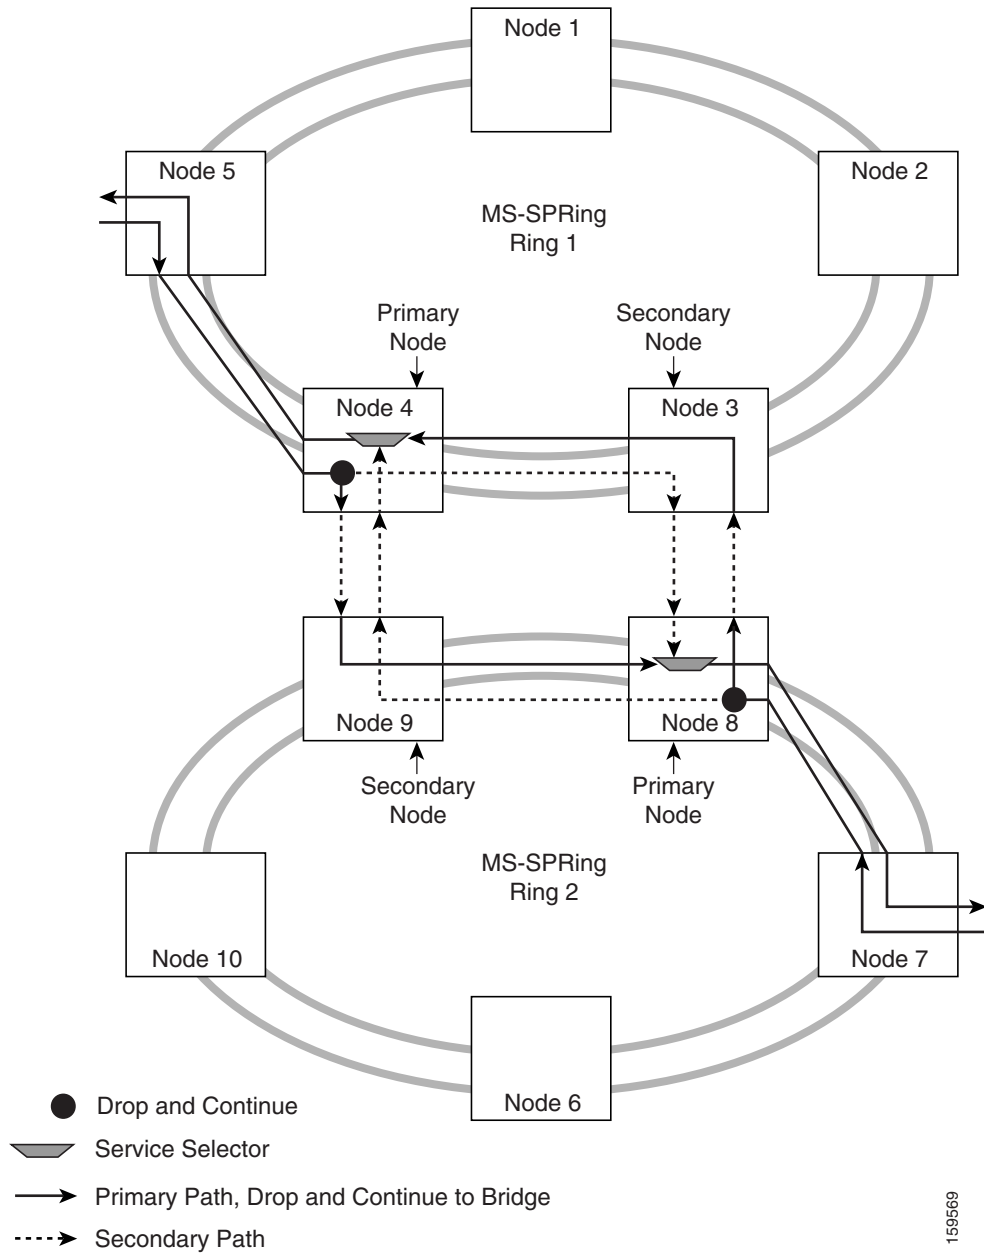 Node 1
Node 5
Node 2
MS-SPRing
Ring 1
Primary
Node
Secondary
Node
Node 4
Node 3
Node 9
Node 8
Secondary
Node
Primary
Node
MS-SPRing
Ring 2
Node 10
Node 7
Node 6
Drop and Continue
Service Selector
Primary Path, Drop and Continue to Bridge
Secondary Path
159569